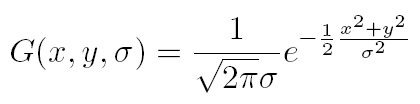 G(x, y, σ) = \frac{1}{\sqrt{2π}σ} e^{-\frac{1}{2}\frac{x^2+y^2}{σ^2}}